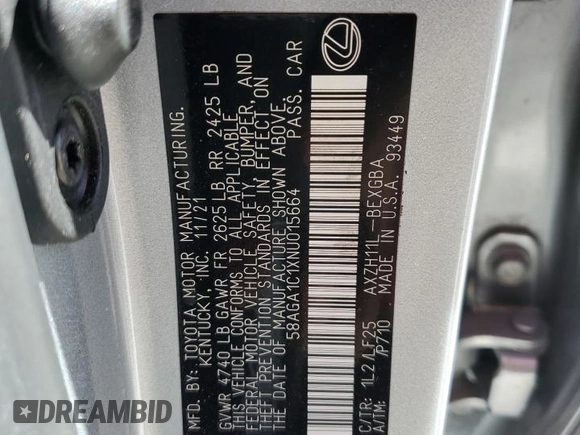 MFD. BY: TOYOTA MOTOR MANUFACTURING.
KENTUCKY, INC. 11/21
GVWR 4740 LB GAWR FR 2625 LB RR 2425 LB
THIS VEHICLE CONFORMS TO ALL APPLICABLE
FEDERAL MOTOR VEHICLE SAFETY, BUMPER, AND
THEFT PREVENTION STANDARDS IN EFFECT ON
THE DATE OF MANUFACTURE SHOWN ABOVE.
58AGA1C1XNU015664 PASS. CAR
C/TR: 1L2/LF25 AXZH11L-BEXGBA
A/TM: /P710 MADE IN U.S.A. 93449
DREAMBID